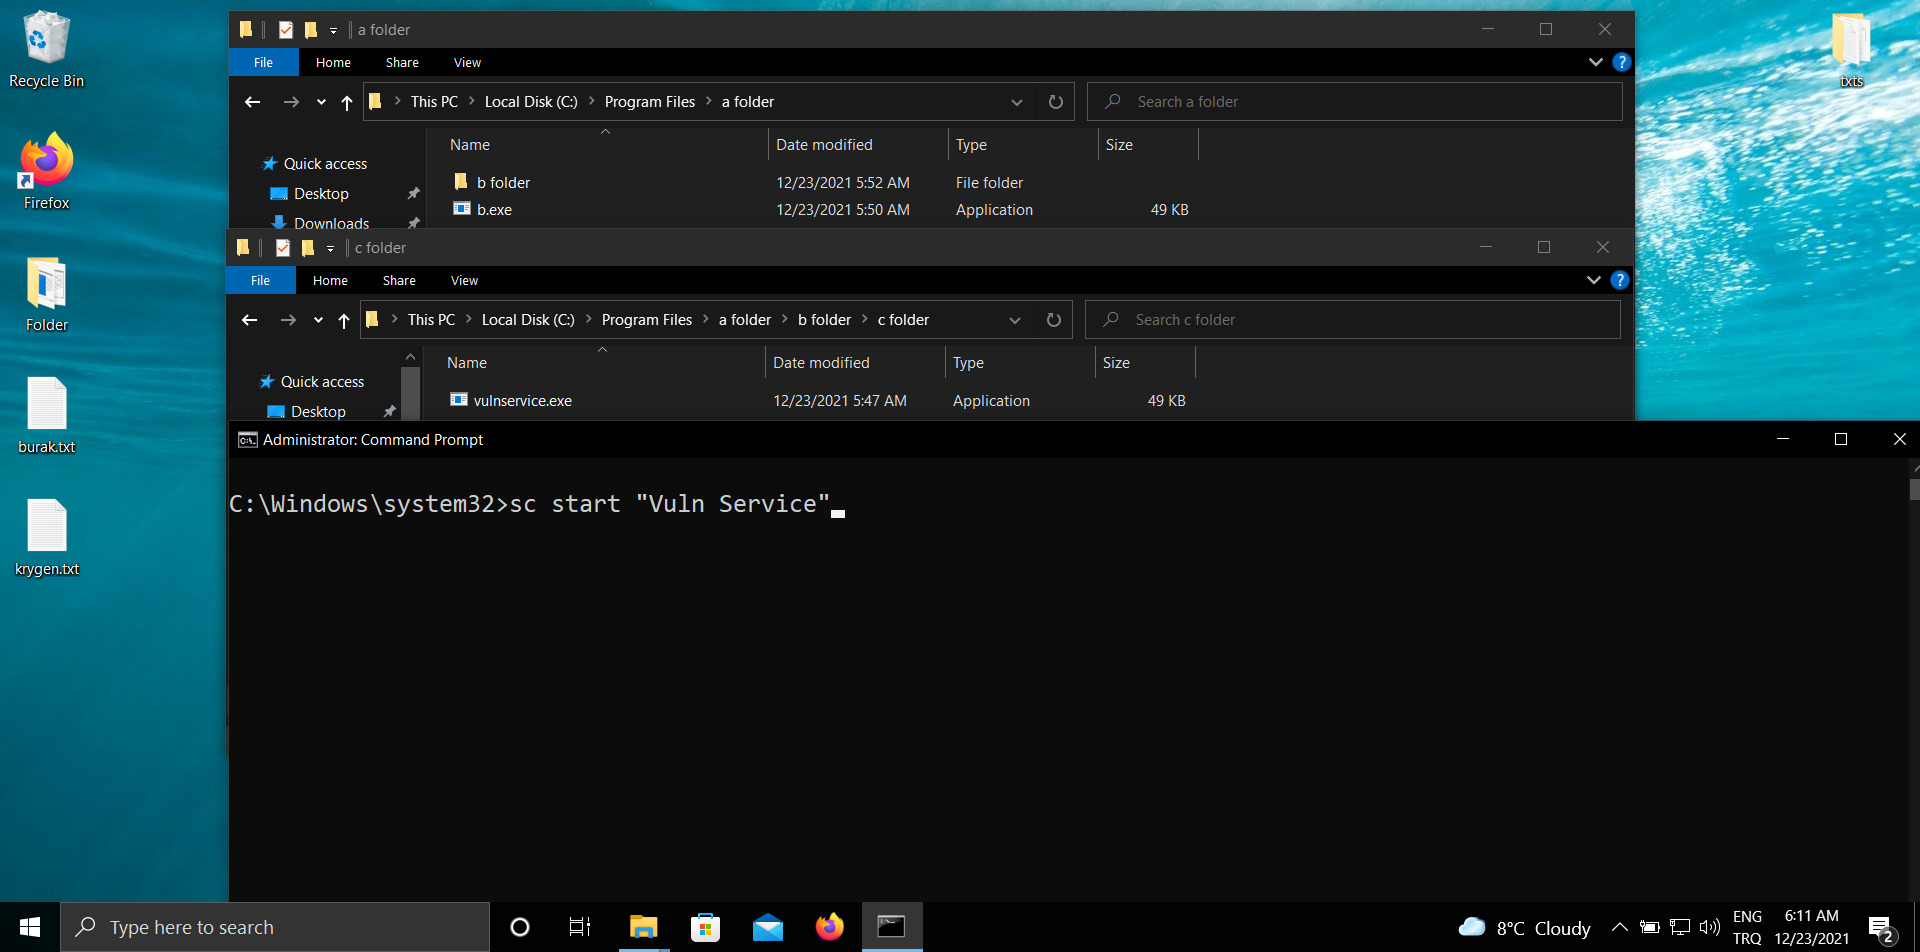 Recycle Bin
Firefox
Folder
burak.txt
krygen.txt
txts
a folder
File Home Share View
This PC Local Disk (C:) Program Files a folder
Search a folder
Name Date modified Type Size
Quick access
Desktop
Downloads
b folder 12/23/2021 5:52 AM File folder
b.exe 12/23/2021 5:50 AM Application 49 KB
c folder
File Home Share View
This PC Local Disk (C:) Program Files a folder b folder c folder
Search c folder
Name Date modified Type Size
Quick access
Desktop
vulnservice.exe 12/23/2021 5:47 AM Application 49 KB
Administrator: Command Prompt
C:\Windows\system32>sc start "Vuln Service"
Type here to search
8°C Cloudy
ENG
TRQ
6:11 AM
12/23/2021
2